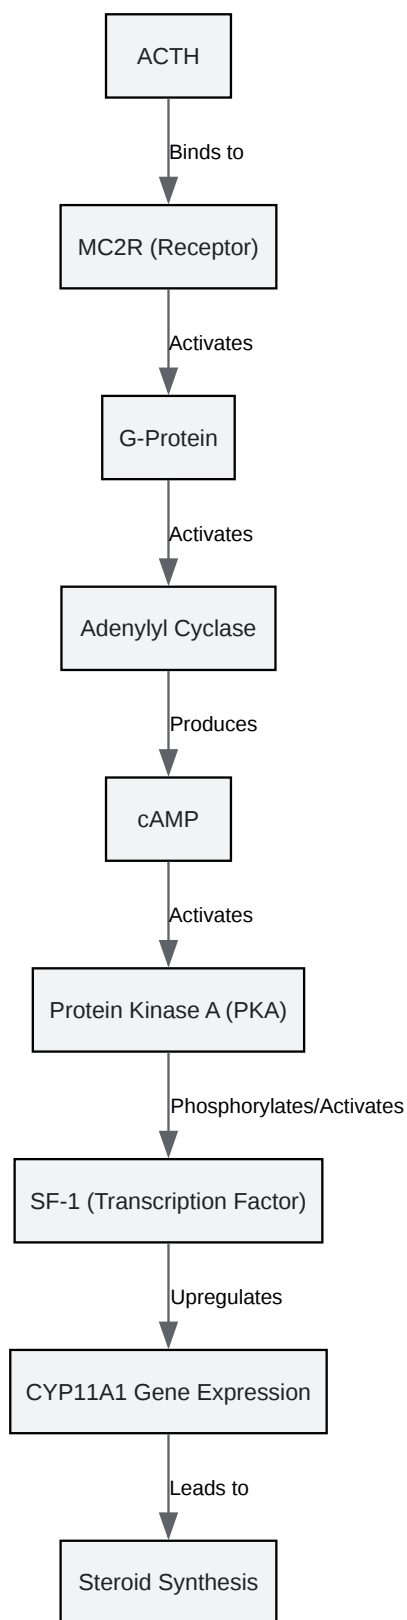 ACTH
Binds to
MC2R (Receptor)
Activates
G-Protein
Activates
Adenylyl Cyclase
Produces
cAMP
Activates
Protein Kinase A (PKA)
Phosphorylates/Activates
SF-1 (Transcription Factor)
Upregulates
CYP11A1 Gene Expression
Leads to
Steroid Synthesis